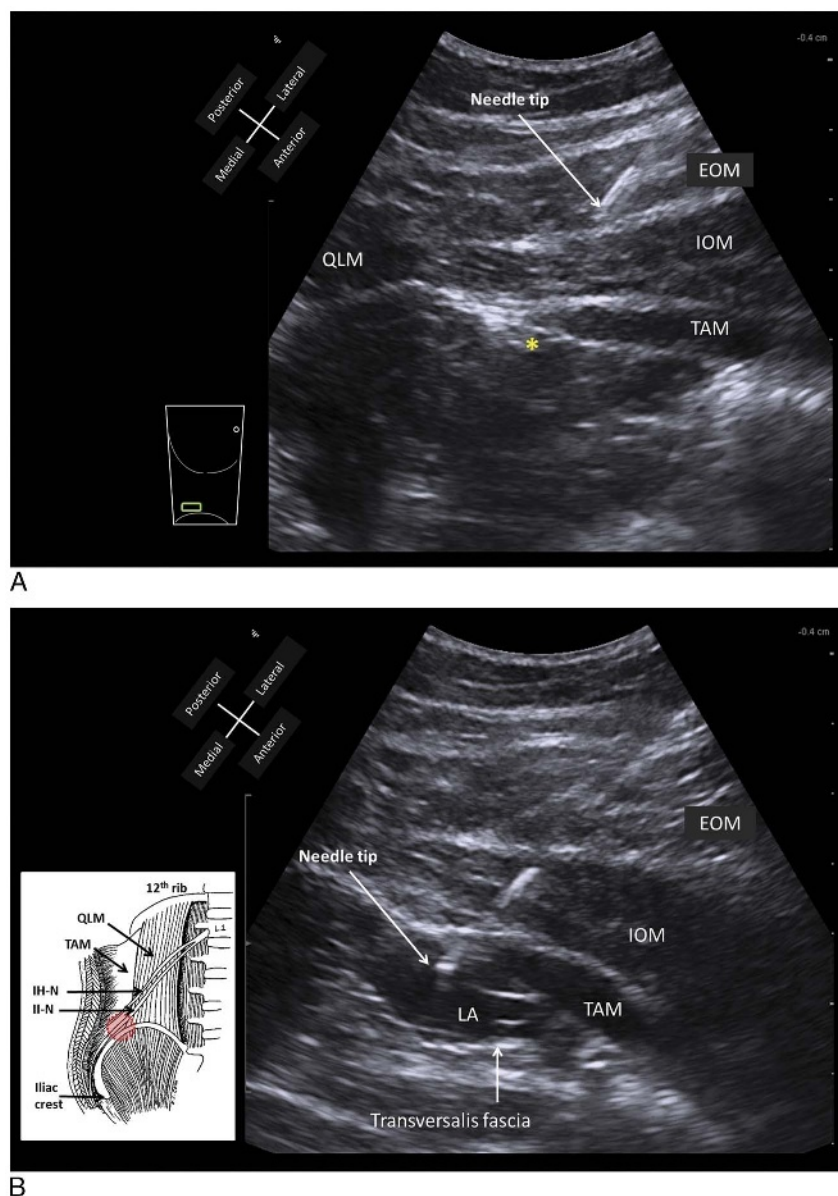 -0.4 cm
Posterior
Lateral
Medial
Anterior
Needle tip
EOM
IOM
QLM
TAM
*
A
-0.4 cm
Posterior
Lateral
Medial
Anterior
EOM
Needle tip
IOM
LA
TAM
Transversalis fascia
12th rib
QLM
L1
TAM
IH-N
II-N
Iliac
crest
B